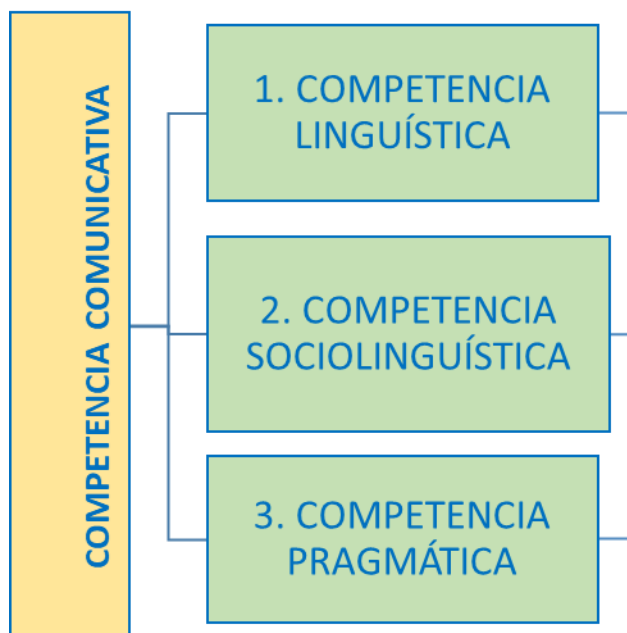 COMPETENCIA COMUNICATIVA
1. COMPETENCIA
LINGUÍSTICA
2. COMPETENCIA
SOCIOLINGUÍSTICA
3. COMPETENCIA
PRAGMÁTICA